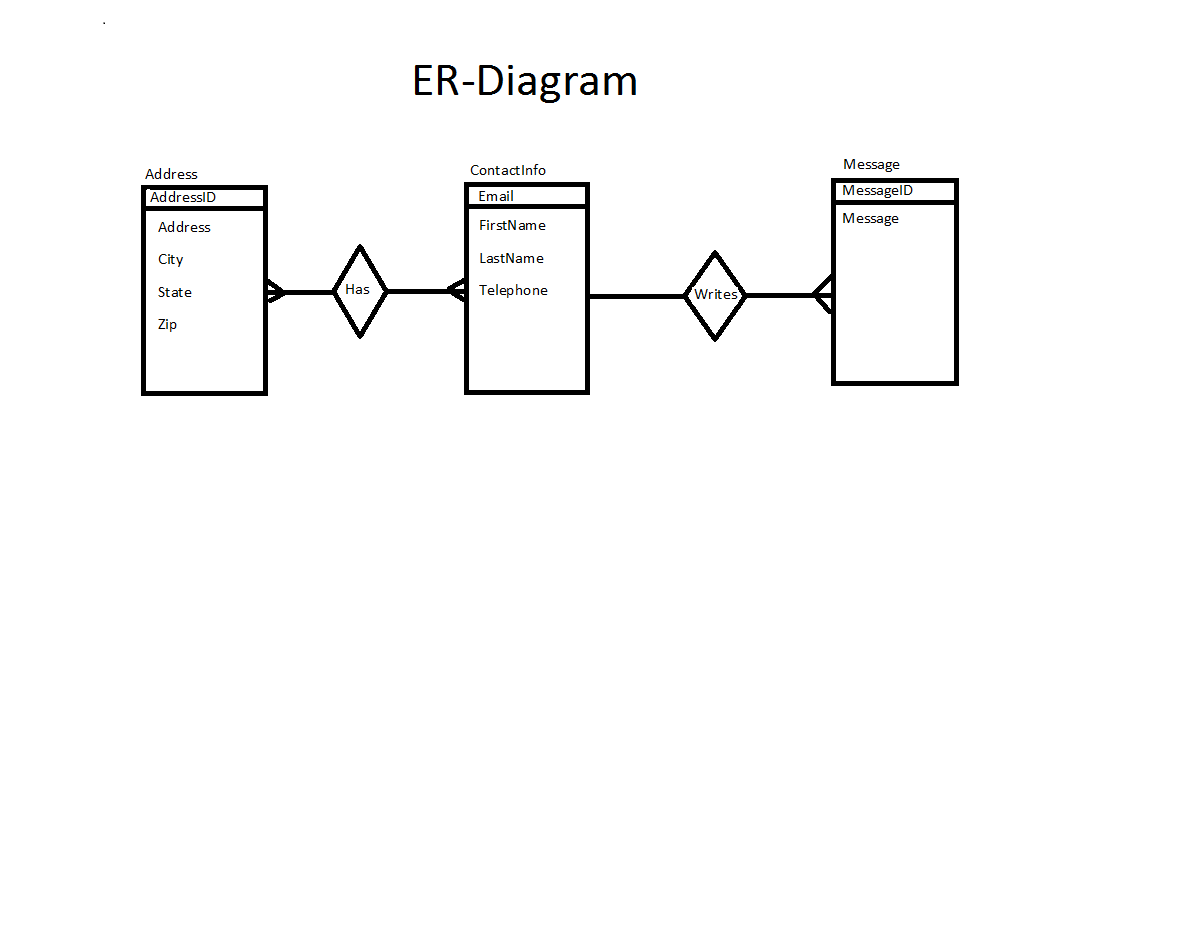 ER-Diagram
Address
AddressID
Address
City
State
Zip
Has
ContactInfo
Email
FirstName
LastName
Telephone
Writes
Message
MessageID
Message